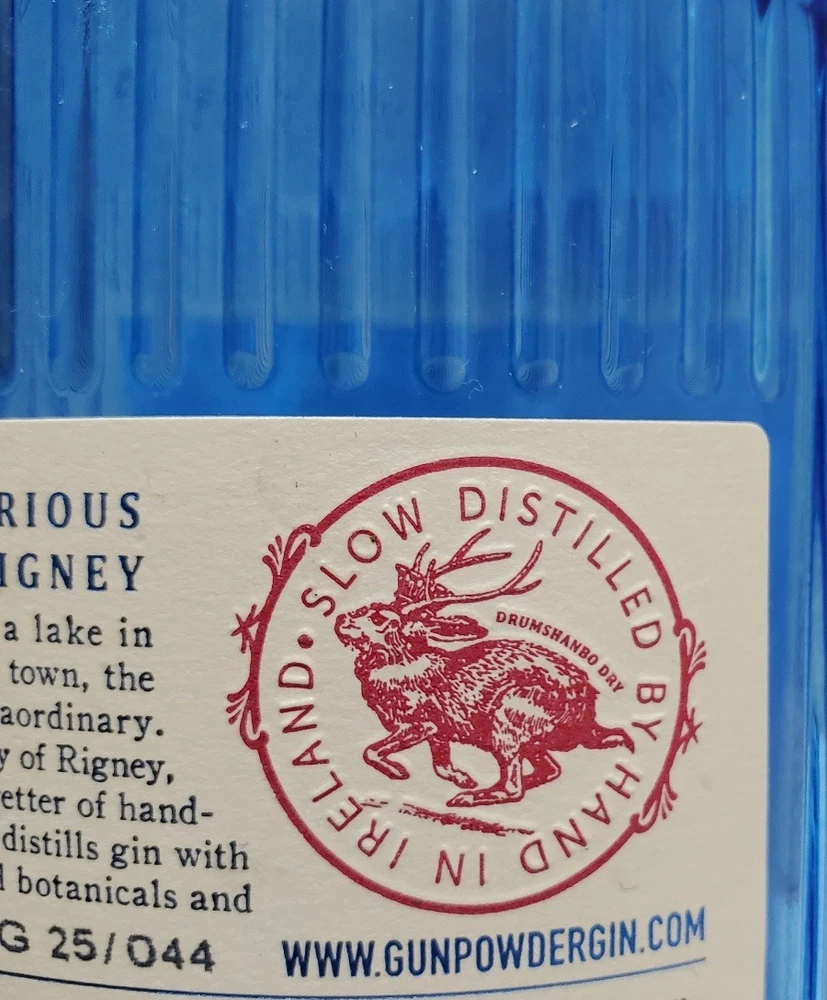 RIOUS
IGNEY
a lake in
town, the
aordinary.
y of Rigney,
etter of hand-
distills gin with
l botanicals and
G 25/044
SLOW DISTILLED BY HAND IN IRELAND •
DRUMSHANBO DRY
WWW.GUNPOWDERGIN.COM